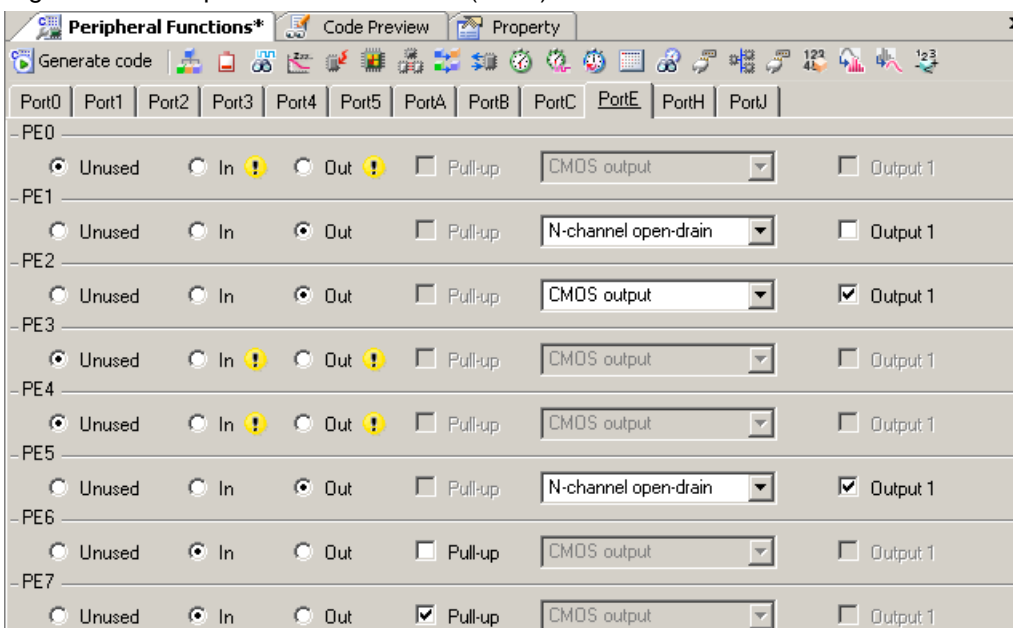 Peripheral Functions* Code Preview Property
Generate code
Port0 Port1 Port2 Port3 Port4 Port5 PortA PortB PortC PortE PortH PortJ
PE0
Unused In Out Pull-up CMOS output Output 1
PE1
Unused In Out Pull-up N-channel open-drain Output 1
PE2
Unused In Out Pull-up CMOS output Output 1
PE3
Unused In Out Pull-up CMOS output Output 1
PE4
Unused In Out Pull-up CMOS output Output 1
PE5
Unused In Out Pull-up N-channel open-drain Output 1
PE6
Unused In Out Pull-up CMOS output Output 1
PE7
Unused In Out Pull-up CMOS output Output 1